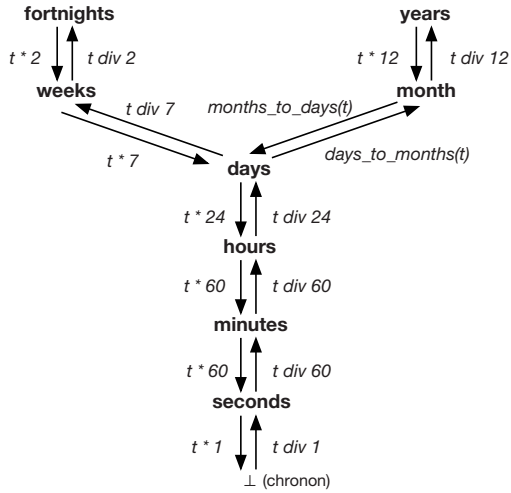 fortnights years
t * 2 t div 2 t * 12 t div 12
weeks month
t div 7 months_to_days(t)
t * 7 days_to_months(t)
days
t * 24 t div 24
hours
t * 60 t div 60
minutes
t * 60 t div 60
seconds
t * 1 t div 1
⊥ (chronon)